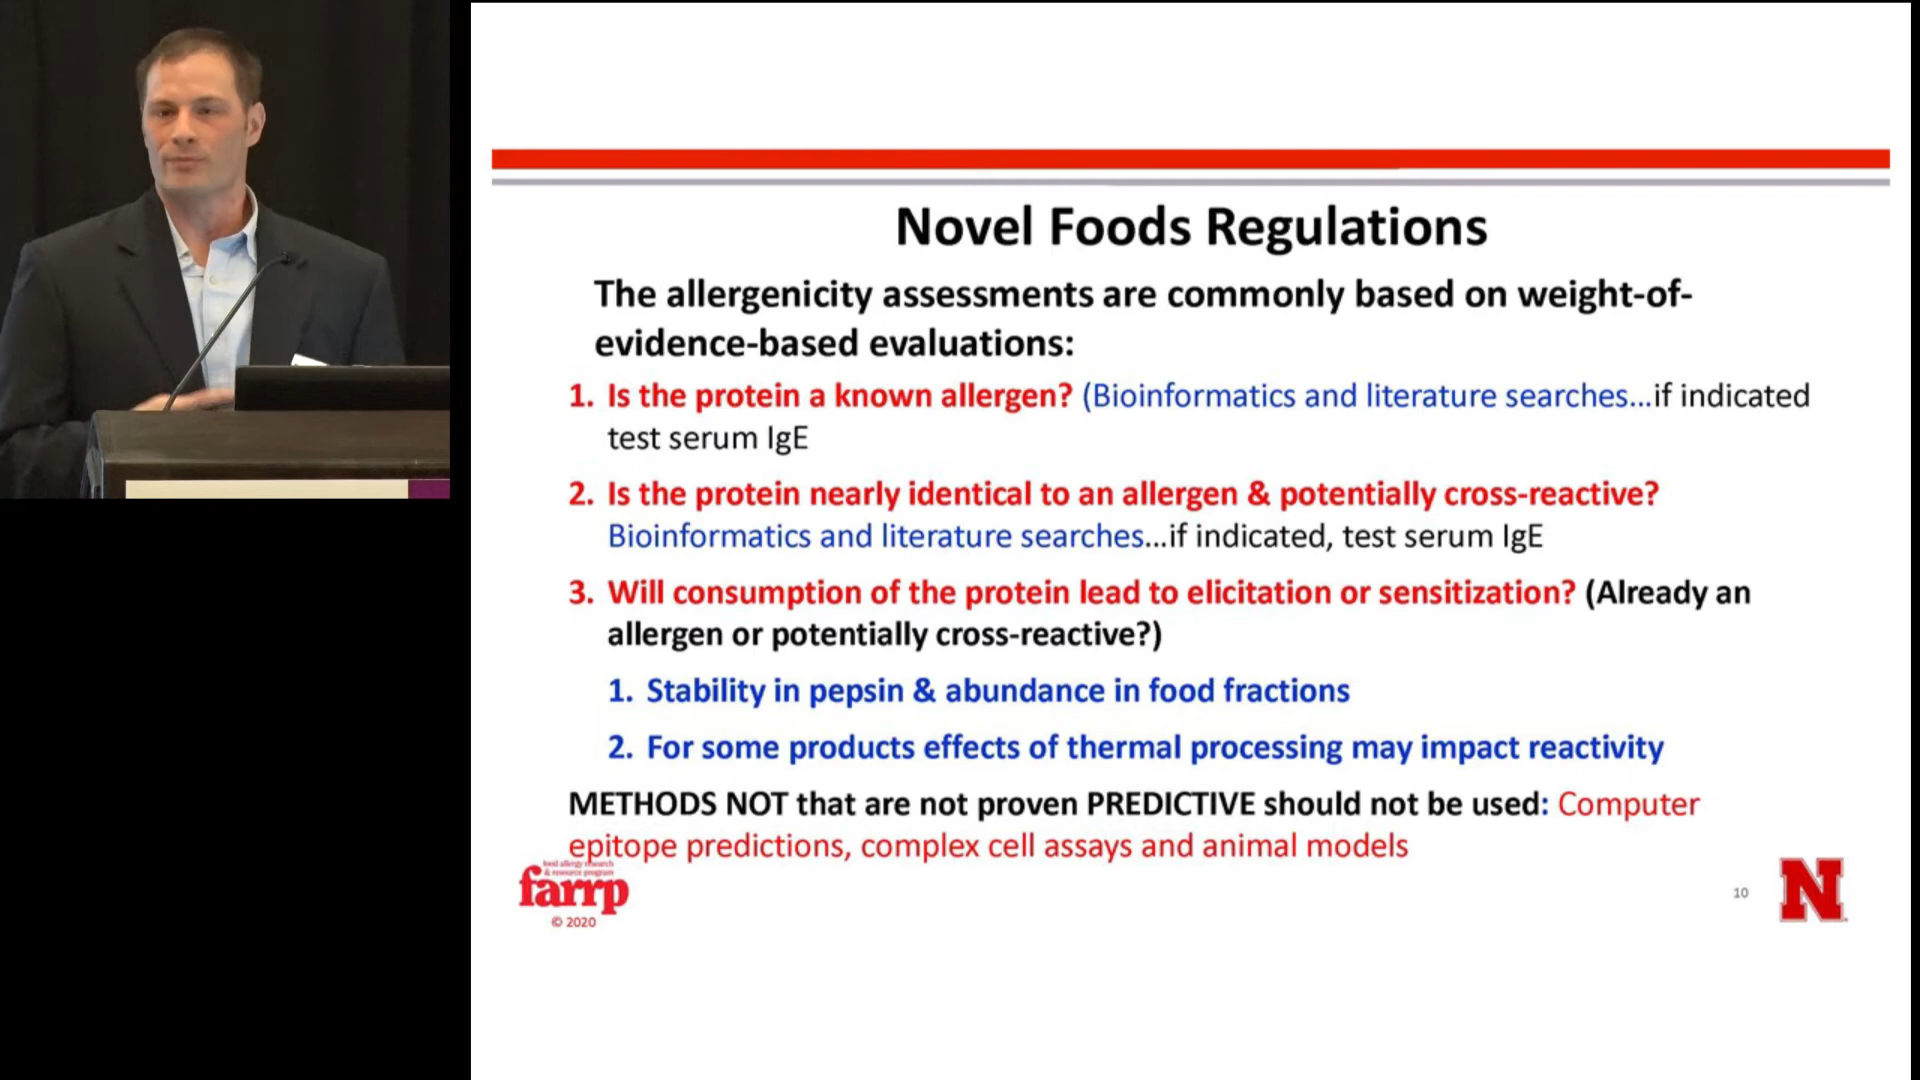 Novel Foods Regulations
The allergenicity assessments are commonly based on weight-of-
evidence-based evaluations:
1. Is the protein a known allergen? (Bioinformatics and literature searches...if indicated
test serum IgE
2. Is the protein nearly identical to an allergen & potentially cross-reactive?
Bioinformatics and literature searches...if indicated, test serum IgE
3. Will consumption of the protein lead to elicitation or sensitization? (Already an
allergen or potentially cross-reactive?)
1. Stability in pepsin & abundance in food fractions
2. For some products effects of thermal processing may impact reactivity
METHODS NOT that are not proven PREDICTIVE should not be used: Computer
epitope predictions, complex cell assays and animal models
food allergy research
& resource program
farrp
© 2020
10
N